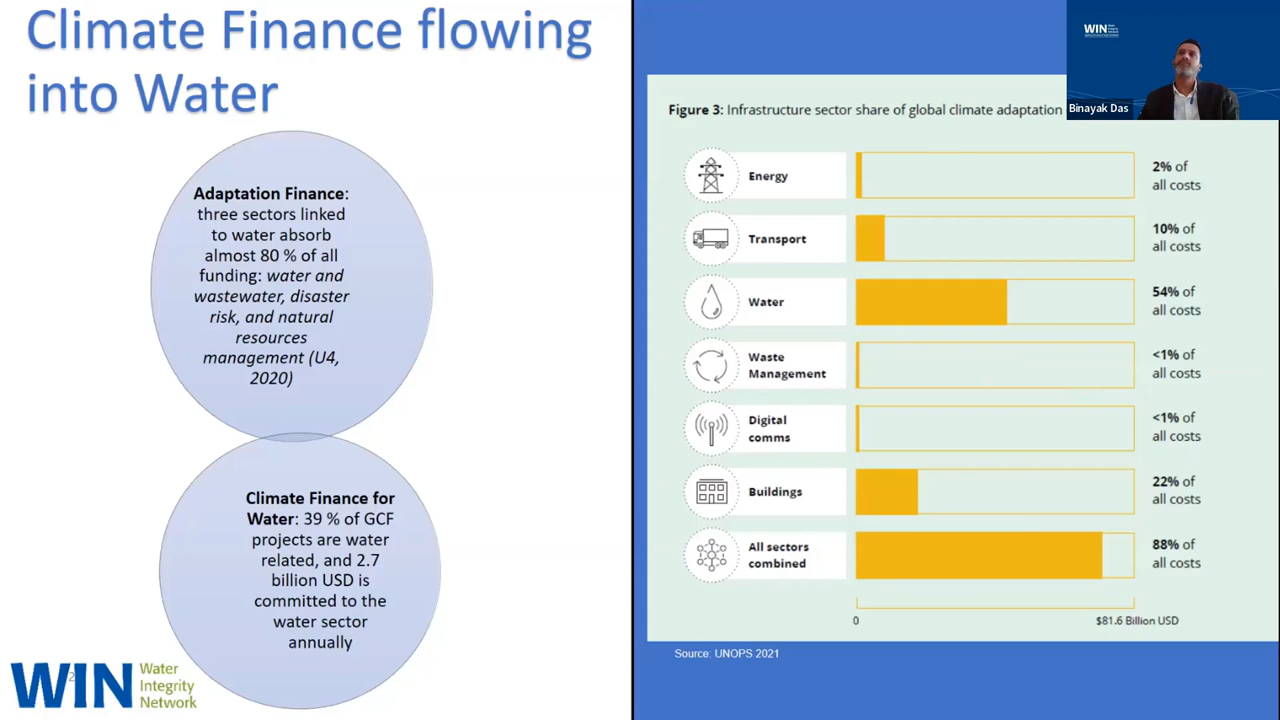 Climate Finance flowing
into Water
Adaptation Finance:
three sectors linked
to water absorb
almost 80 % of all
funding: water and
wastewater, disaster
risk, and natural
resources
management (U4,
2020)
Climate Finance for
Water: 39 % of GCF
projects are water
related, and 2.7
billion USD is
committed to the
water sector
annually
WIN
2
Water
Integrity
Network
WIN
Binayak Das
Figure 3: Infrastructure sector share of global climate adaptation
Energy
2% of
all costs
Transport
10% of
all costs
Water
54% of
all costs
Waste
Management
<1% of
all costs
Digital
comms
<1% of
all costs
Buildings
22% of
all costs
All sectors
combined
88% of
all costs
0
$81.6 Billion USD
Source: UNOPS 2021